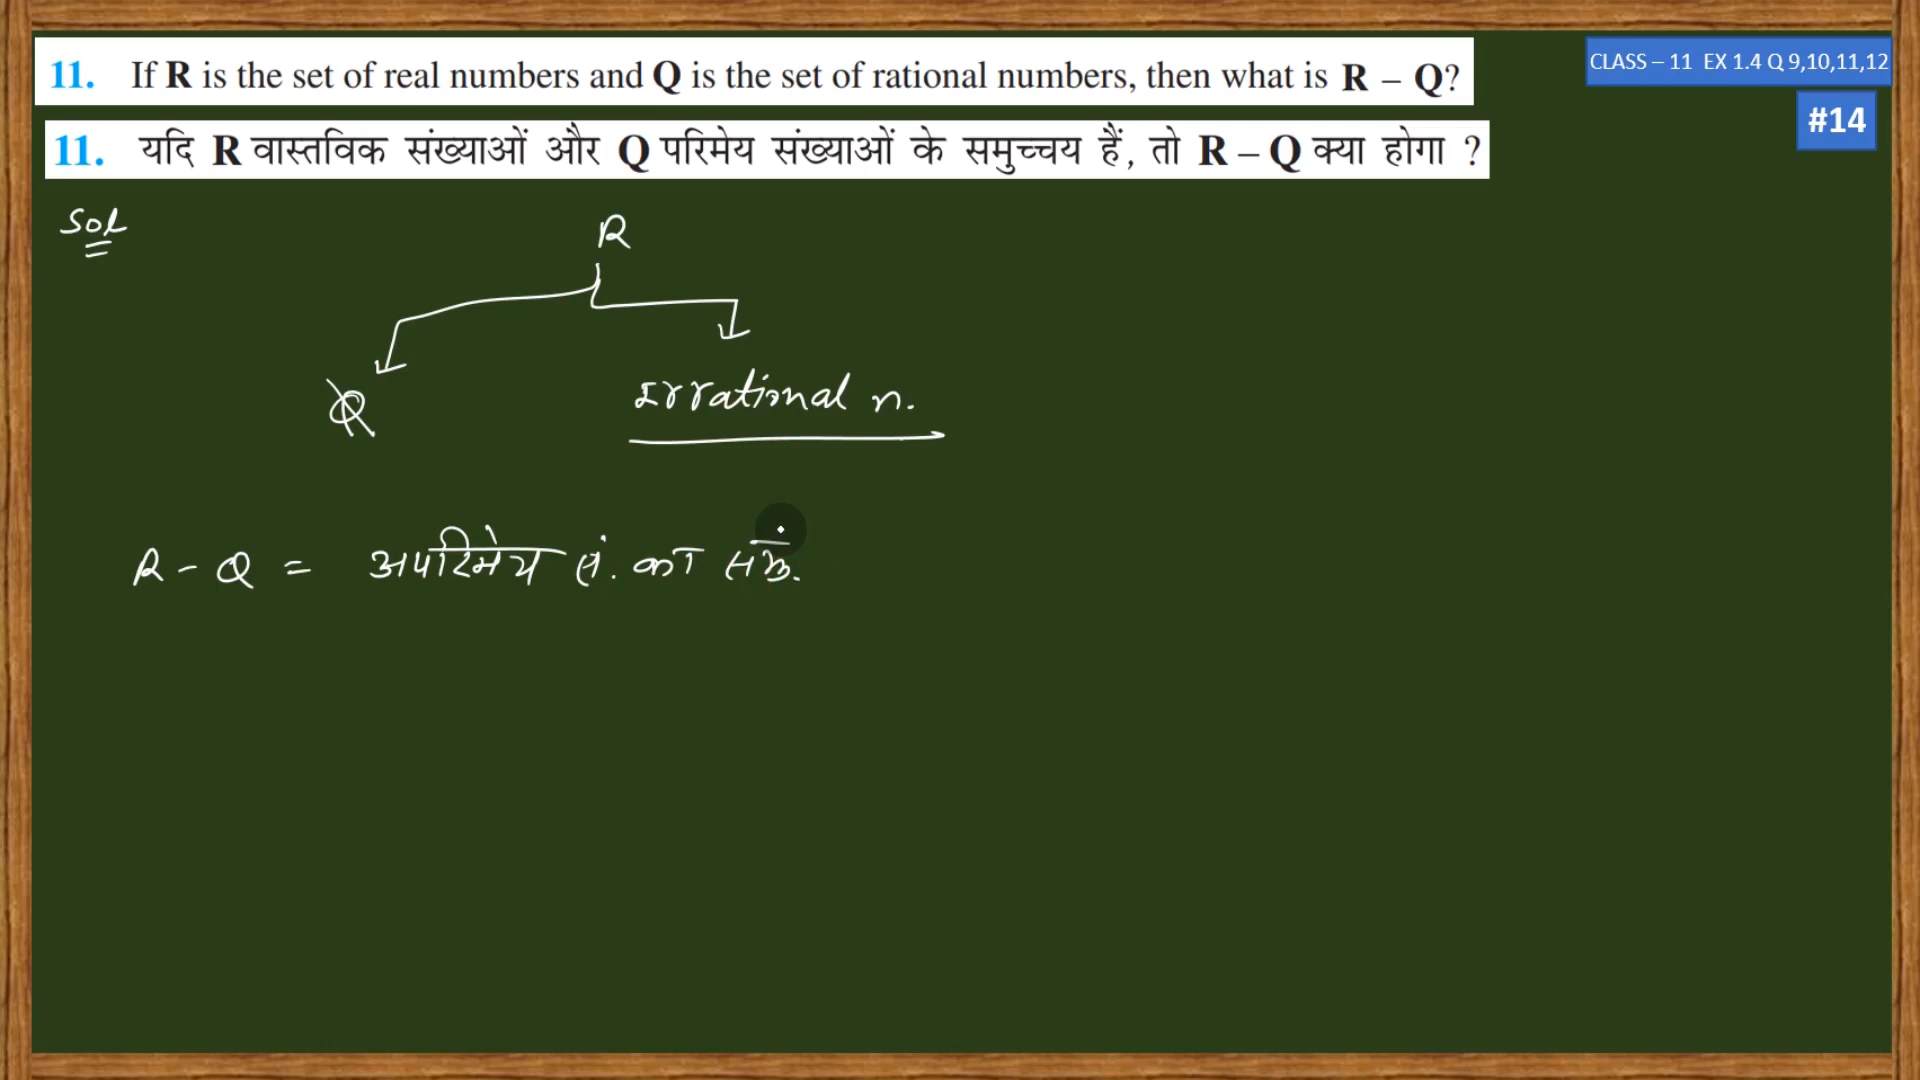 11. If R is the set of real numbers and Q is the set of rational numbers, then what is R – Q?
CLASS – 11 EX 1.4 Q 9,10,11,12
#14
11. यदि R वास्तविक संख्याओं और Q परिमेय संख्याओं के समुच्चय हैं, तो R – Q क्या होगा ?
Sol
R
Q
Irrational n.
R - Q = अपरिमेय सं. का